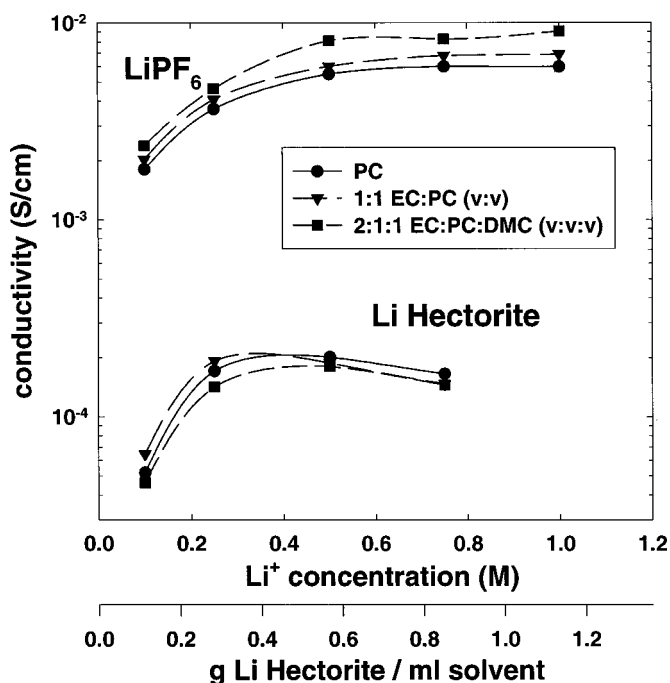 10⁻²
LiPF₆
PC
1:1 EC:PC (v:v)
2:1:1 EC:PC:DMC (v:v:v)
10⁻³
conductivity (S/cm)
Li Hectorite
10⁻⁴
0.0 0.2 0.4 0.6 0.8 1.0 1.2
Li⁺ concentration (M)
0.0 0.2 0.4 0.6 0.8 1.0 1.2
g Li Hectorite / ml solvent